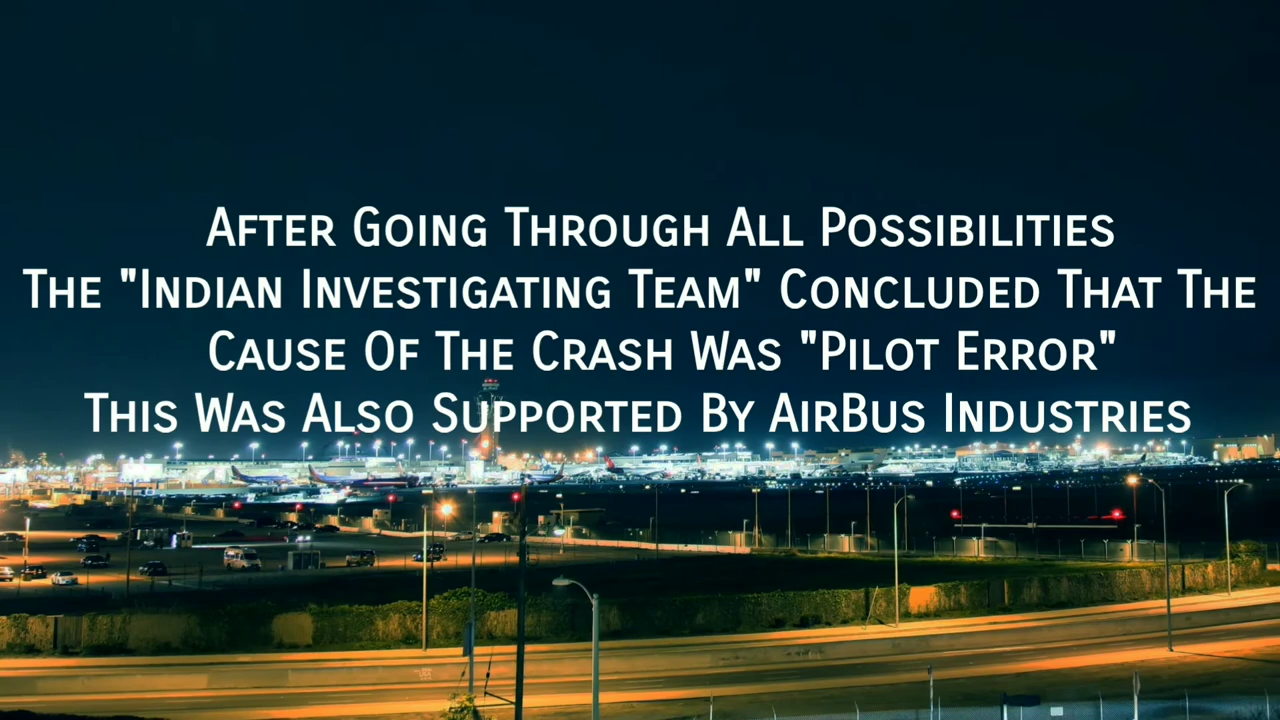 After Going Through All Possibilities
The "Indian Investigating Team" Concluded That The
Cause Of The Crash Was "Pilot Error"
This Was Also Supported By AirBus Industries